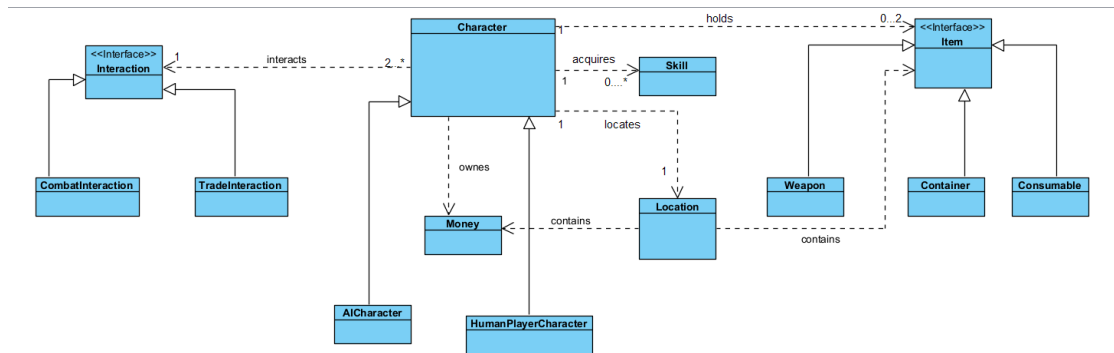 Character
holds
1
0...2
<<Interface>>
Item
<<Interface>>
Interaction
1
interacts
2...*
acquires
1
0....*
Skill
1
locates
1
ownes
CombatInteraction
TradeInteraction
Weapon
Container
Consumable
Money
contains
Location
contains
AICharacter
HumanPlayerCharacter